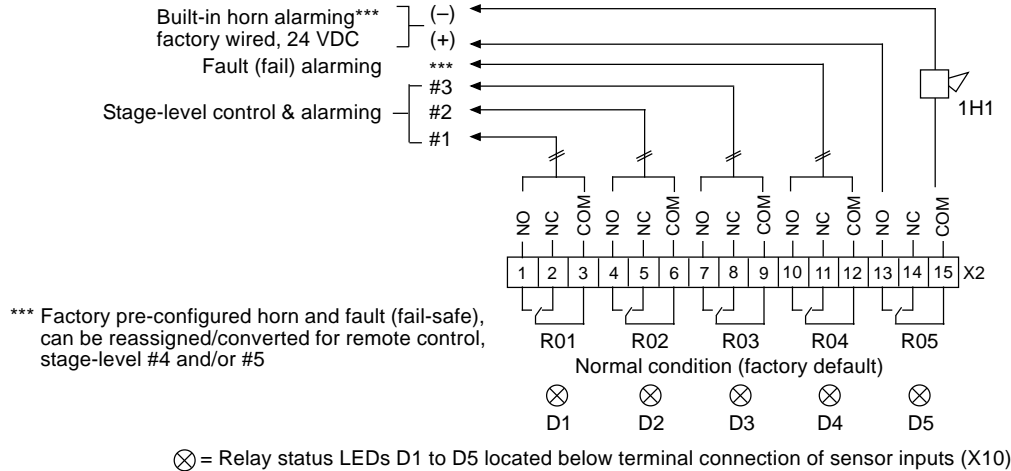 Built-in horn alarming***
factory wired, 24 VDC
(–)
(+)
Fault (fail) alarming
***
#3
Stage-level control & alarming
#2
#1
1H1
NO NC COM NO NC COM NO NC COM NO NC COM NO NC COM
1 2 3 4 5 6 7 8 9 10 11 12 13 14 15 X2
*** Factory pre-configured horn and fault (fail-safe),
can be reassigned/converted for remote control,
stage-level #4 and/or #5
R01 R02 R03 R04 R05
Normal condition (factory default)
D1 D2 D3 D4 D5
= Relay status LEDs D1 to D5 located below terminal connection of sensor inputs (X10)